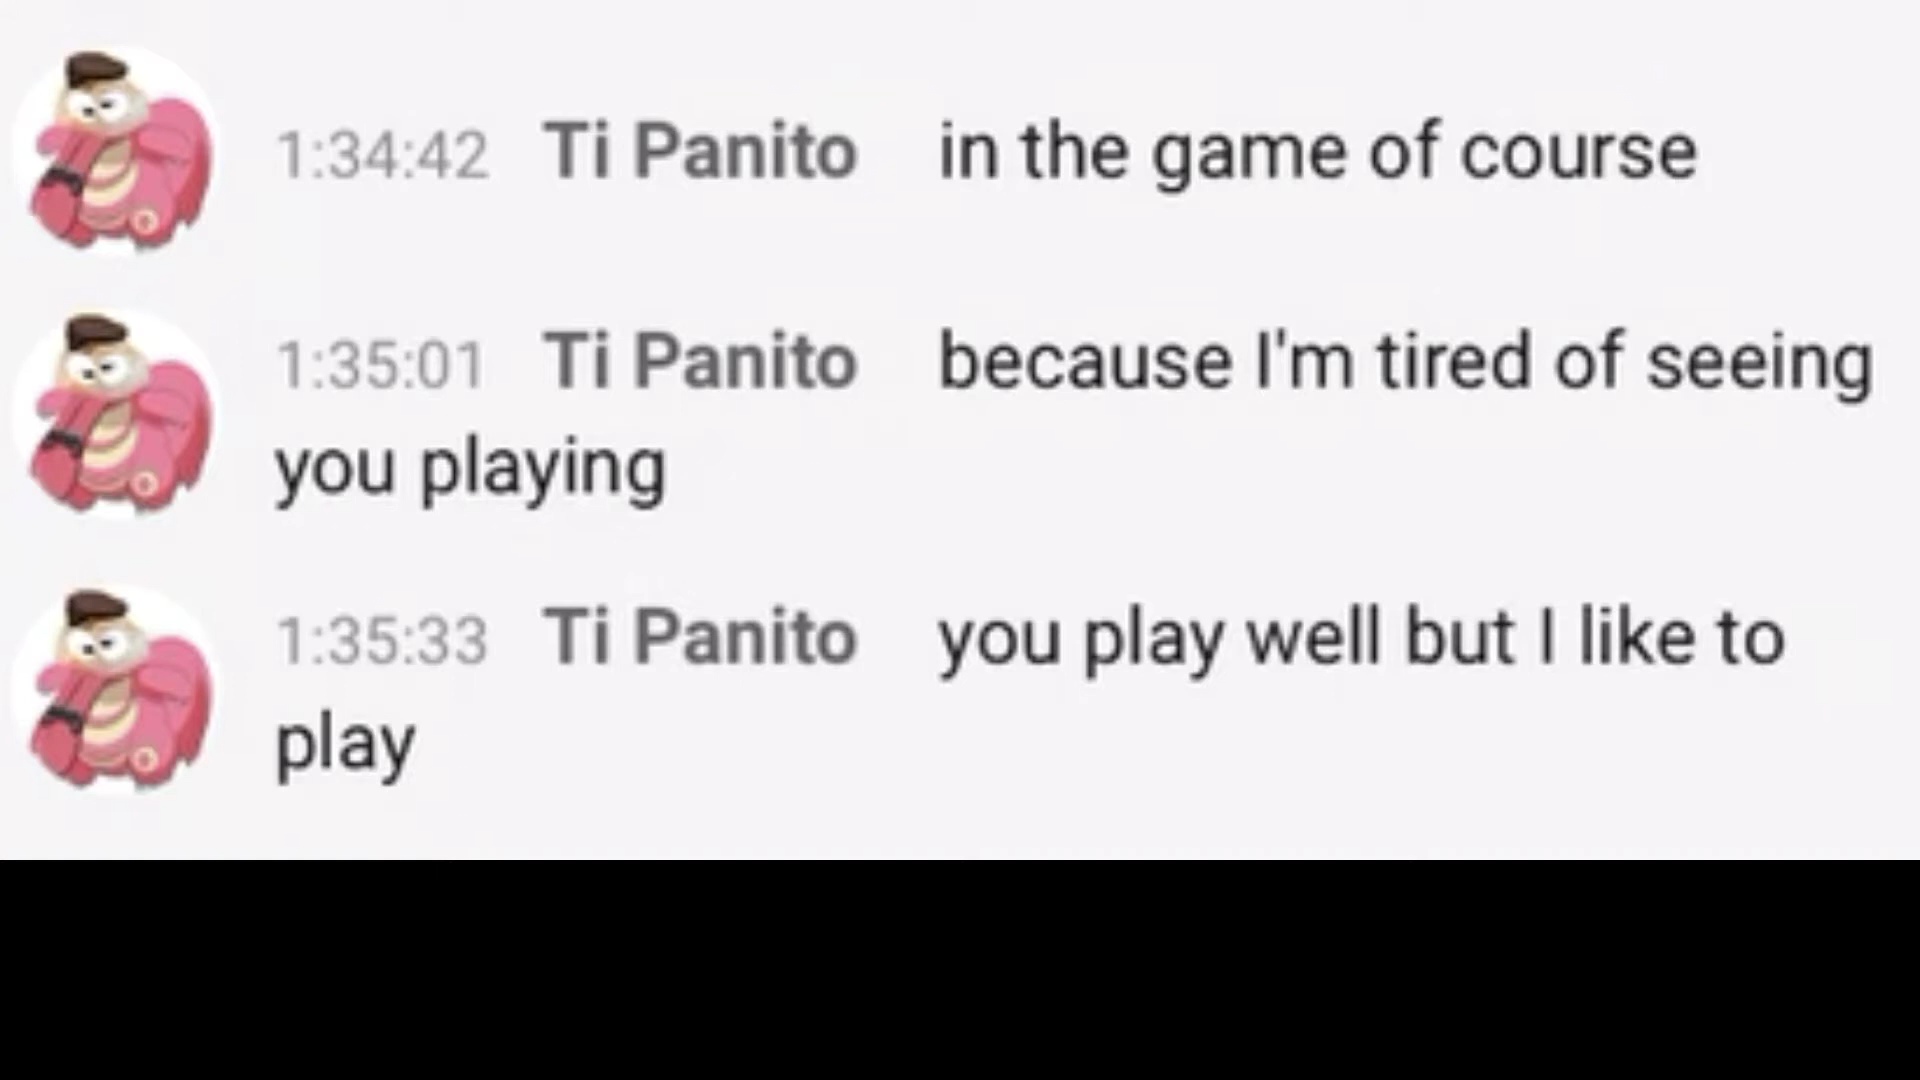 1:34:42 Ti Panito in the game of course
1:35:01 Ti Panito because I'm tired of seeing
you playing
1:35:33 Ti Panito you play well but I like to
play